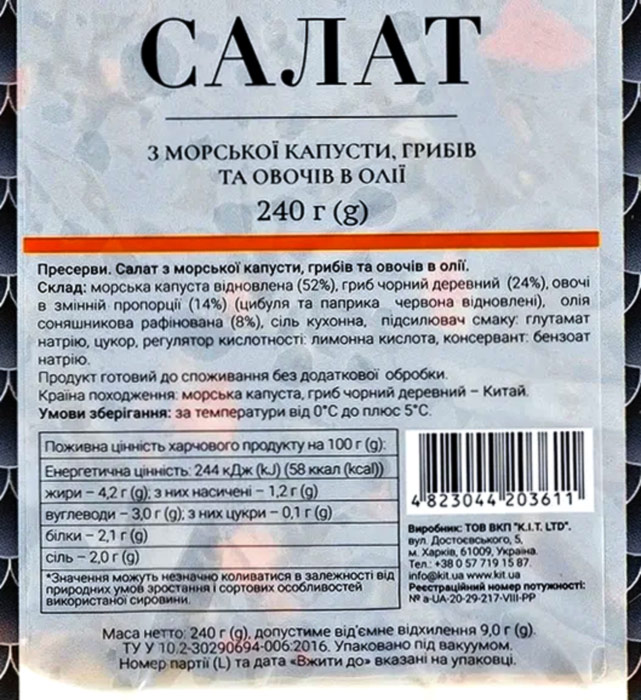 САЛАТ
З МОРСЬКОЇ КАПУСТИ, ГРИБІВ
ТА ОВОЧІВ В ОЛІЇ
240 г (g)
Пресерви. Салат з морської капусти, грибів та овочів в олії.
Склад: морська капуста відновлена (52%), гриб чорний деревний (24%), овочі
в змінній пропорції (14%) (цибуля та паприка червона відновлені), олія
соняшникова рафінована (8%), сіль кухонна, підсилювач смаку: глутамат
натрію, цукор, регулятор кислотності: лимонна кислота, консервант: бензоат
натрію.
Продукт готовий до споживання без додаткової обробки.
Країна походження: морська капуста, гриб чорний деревний – Китай.
Умови зберігання: за температури від 0°С до плюс 5°С.
Поживна цінність харчового продукту на 100 г (g):
Енергетична цінність: 244 кДж (kJ) (58 ккал (kcal))
жири – 4,2 г (g); з них насичені – 1,2 г (g)
вуглеводи – 3,0 г (g); з них цукри – 0,1 г (g)
білки – 2,1 г (g)
сіль – 2,0 г (g)
*Значення можуть незначно коливатися в залежності від
природних умов зростання і сортових особливостей
використаної сировини.
4 823044 203611
Виробник: ТОВ ВКП "K.I.T. LTD".
вул. Достоєвського, 5,
м. Харків, 61009, Україна.
Тел.: +38 0 57 719 15 87.
info@kit.ua www.kit.ua
Реєстраційний номер потужності:
№ a-UA-20-29-217-VIII-PP
Маса нетто: 240 г (g), допустиме від'ємне відхилення 9,0 г (g).
ТУ У 10.2-30290694-006:2016. Упаковано під вакуумом.
Номер партії (L) та дата «Вжити до» вказані на упаковці.